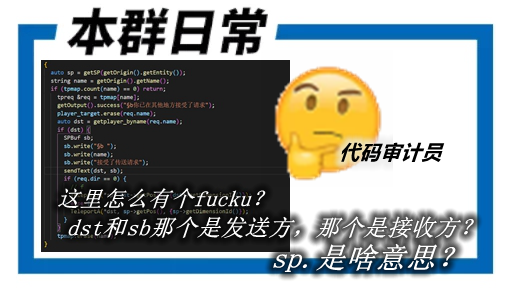 本群日常
{
auto sp = getSP(getOrigin().getEntity());
string name = getOrigin().getName();
if (tpmap.count(name) == 0) return;
tpreq &req = tpmap[name];
getOutput().success("§b你已在其他地方接受了请求");
player_target.erase(req.name);
auto dst = getplayer_byname(req.name);
if (dst) {
SPBuf sb;
sb.write("§b ");
sb.write(name);
sb.write("接受了传送请求");
sendText(dst, sb);
if (req.dir == 0) {
代码审计员
这里怎么有个fucku？
dst和sb那个是发送方，那个是接收方？
sp.是啥意思？